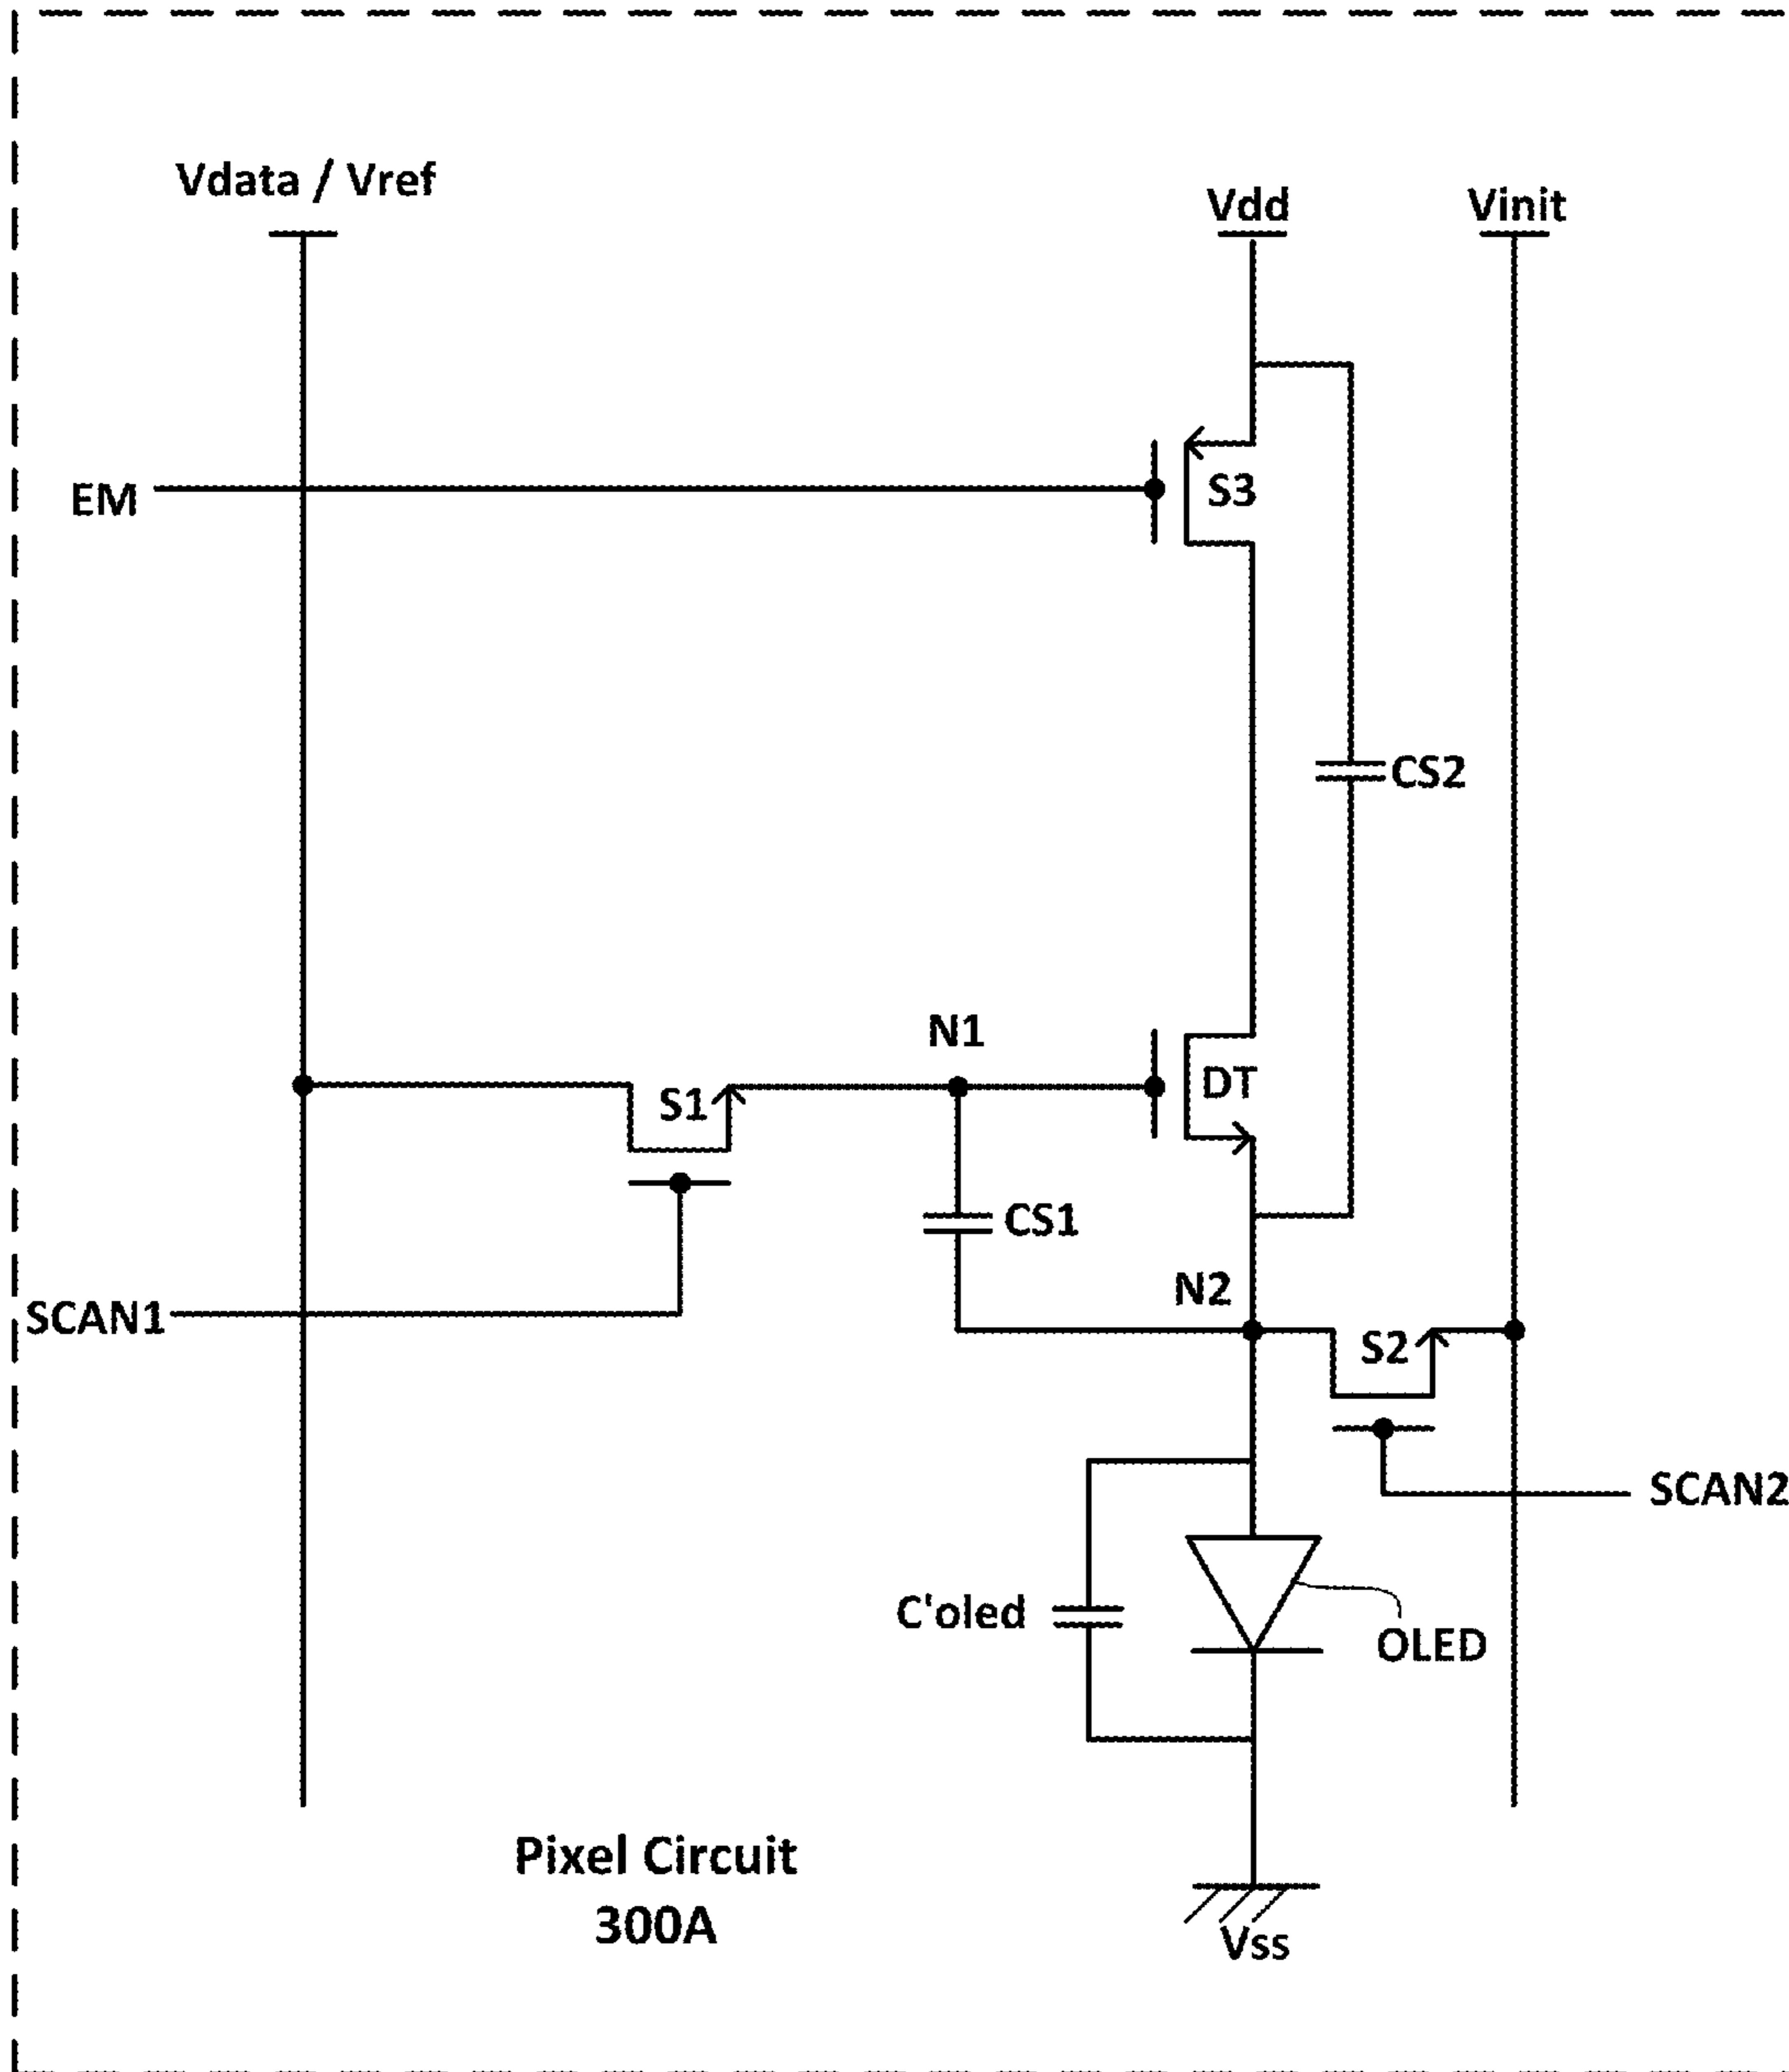 Vdata / Vref
Vdd
Vinit
EM
S3
CS2
N1
S1
DT
CS1
N2
SCAN1
S2
SCAN2
C'oled
OLED
Pixel Circuit
300A
Vss